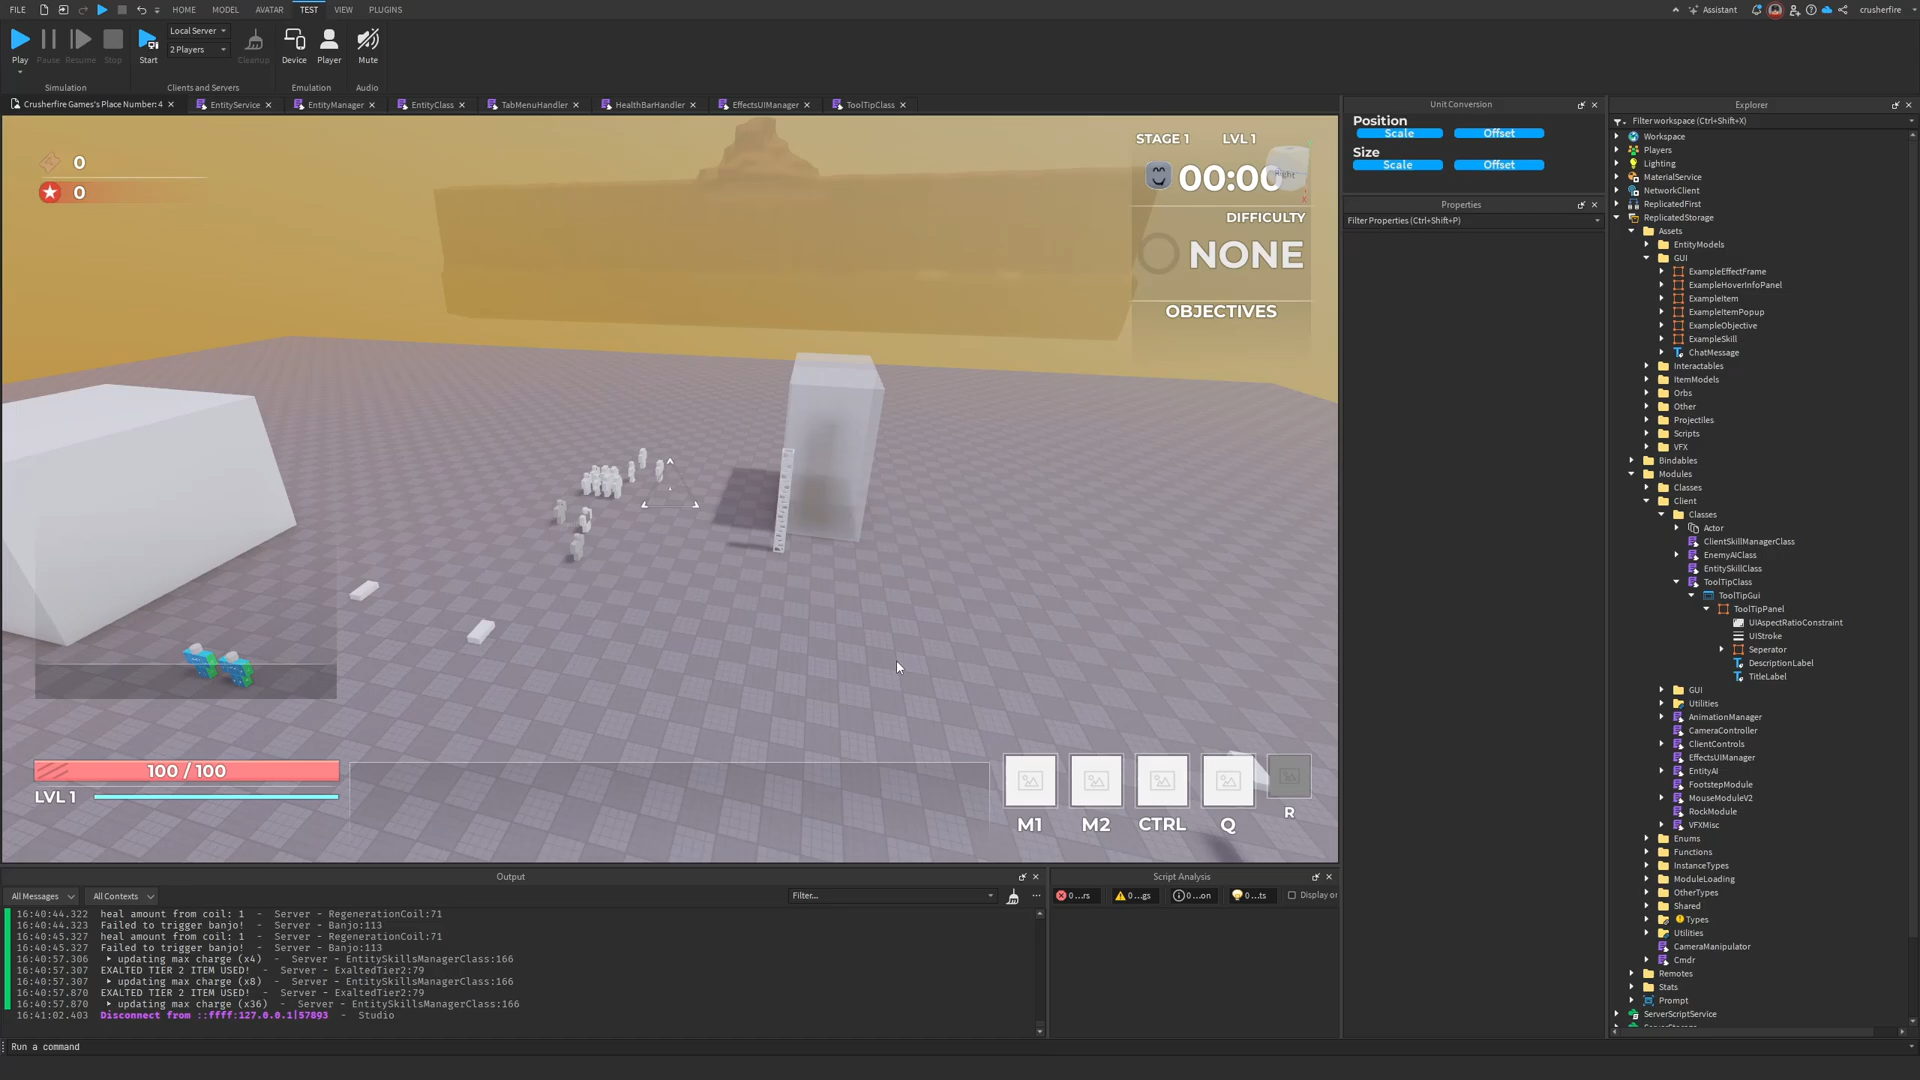 FILE HOME MODEL AVATAR TEST VIEW PLUGINS Assistant crusherfire
Play Pause Resume Stop Start Local Server 2 Players Cleanup Device Player Mute
Simulation Clients and Servers Emulation Audio
Crusherfire Games's Place Number: 4 EntityService EntityManager EntityClass TabMenuHandler HealthBarHandler EffectsUIManager ToolTipClass
0
0
STAGE 1 LVL 1
00:00
Right
X
DIFFICULTY
NONE
OBJECTIVES
100 / 100
LVL 1
M1 M2 CTRL Q R
Unit Conversion
Position
Scale Offset
Size
Scale Offset
Properties
Filter Properties (Ctrl+Shift+P)
Explorer
Filter workspace (Ctrl+Shift+X)
Workspace
Players
Lighting
MaterialService
NetworkClient
ReplicatedFirst
ReplicatedStorage
Assets
EntityModels
GUI
ExampleEffectFrame
ExampleHoverInfoPanel
ExampleItem
ExampleItemPopup
ExampleObjective
ExampleSkill
ChatMessage
Interactables
ItemModels
Orbs
Other
Projectiles
Scripts
VFX
Bindables
Modules
Classes
Client
Classes
Actor
ClientSkillManagerClass
EnemyAIClass
EntitySkillClass
ToolTipClass
ToolTipGui
ToolTipPanel
UIAspectRatioConstraint
UIStroke
Seperator
DescriptionLabel
TitleLabel
GUI
Utilities
AnimationManager
CameraController
ClientControls
EffectsUIManager
EntityAI
FootstepModule
MouseModuleV2
RockModule
VFXMisc
Enums
Functions
InstanceTypes
ModuleLoading
OtherTypes
Shared
Types
Utilities
CameraManipulator
Cmdr
Remotes
Stats
Prompt
ServerScriptService
Output
All Messages All Contexts Filter...
16:40:44.322 heal amount from coil: 1 - Server - RegenerationCoil:71
16:40:44.323 Failed to trigger banjo! - Server - Banjo:113
16:40:45.327 heal amount from coil: 1 - Server - RegenerationCoil:71
16:40:45.327 Failed to trigger banjo! - Server - Banjo:113
16:40:57.306 updating max charge (x4) - Server - EntitySkillsManagerClass:166
16:40:57.307 EXALTED TIER 2 ITEM USED! - Server - ExaltedTier2:79
16:40:57.307 updating max charge (x8) - Server - EntitySkillsManagerClass:166
16:40:57.870 EXALTED TIER 2 ITEM USED! - Server - ExaltedTier2:79
16:40:57.870 updating max charge (x36) - Server - EntitySkillsManagerClass:166
16:41:02.403 Disconnect from ::ffff:127.0.0.1|57893 - Studio
Script Analysis
0...rs 0...gs 0...on 0...ts Display on
Run a command